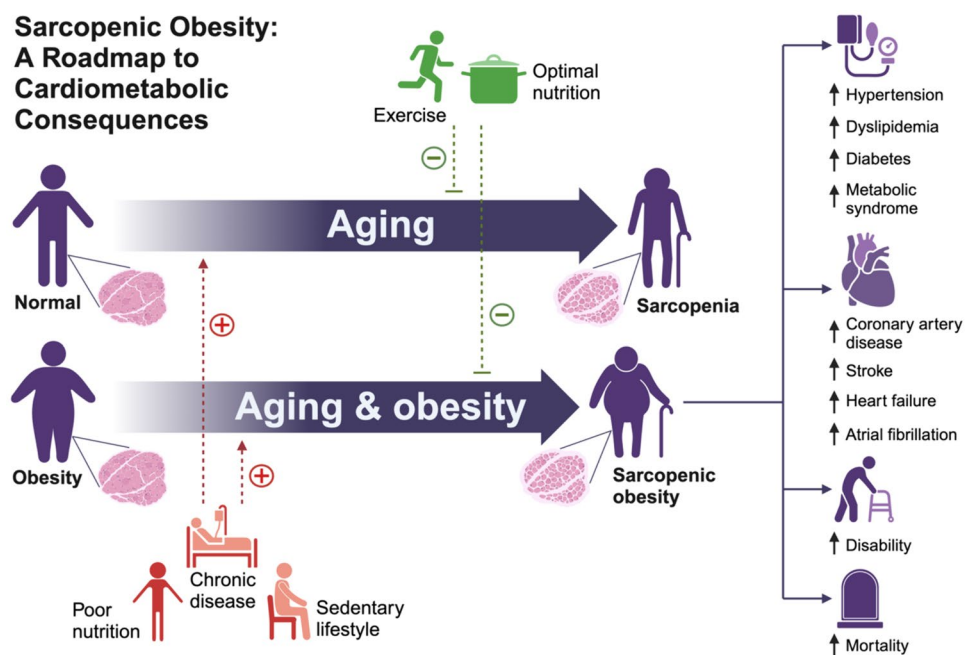 Sarcopenic Obesity:
A Roadmap to
Cardiometabolic
Consequences
Exercise
Optimal
nutrition
Aging
Normal
Sarcopenia
Aging & obesity
Obesity
Sarcopenic
obesity
Poor
nutrition
Chronic
disease
Sedentary
lifestyle
Hypertension
Dyslipidemia
Diabetes
Metabolic
syndrome
Coronary artery
disease
Stroke
Heart failure
Atrial fibrillation
Disability
Mortality